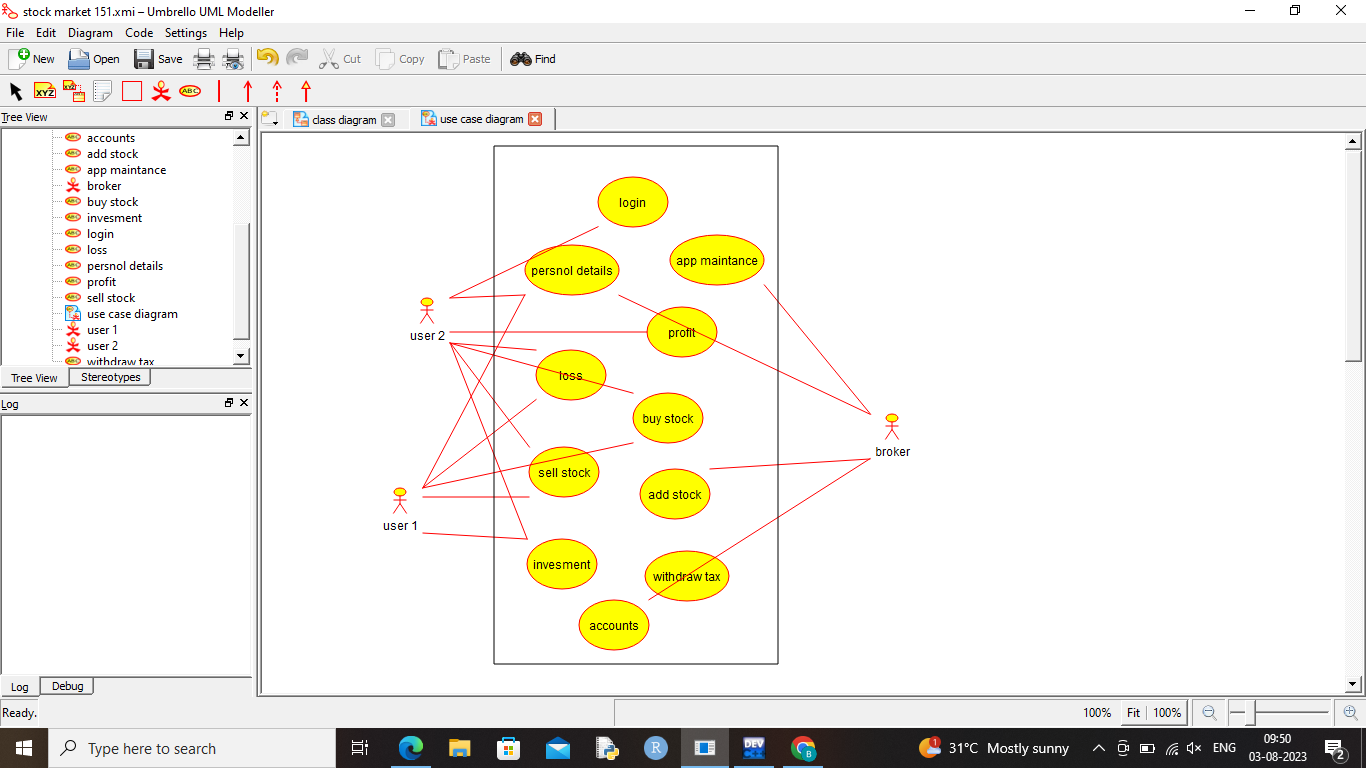 stock market 151.xmi – Umbrello UML Modeller
File Edit Diagram Code Settings Help
New Open Save Cut Copy Paste Find
XYZ XYZ ABC
Tree View
class diagram use case diagram
accounts
add stock
app maintance
broker
buy stock
invesment
login
loss
persnol details
profit
sell stock
use case diagram
user 1
user 2
withdraw tax
Tree View Stereotypes
Log
Log Debug
login
app maintance
persnol details
user 2
profit
loss
buy stock
broker
sell stock
add stock
user 1
invesment
withdraw tax
accounts
Ready.
100% Fit 100%
Type here to search
R
DEV
B
1
31°C Mostly sunny
ENG
09:50
03-08-2023
2